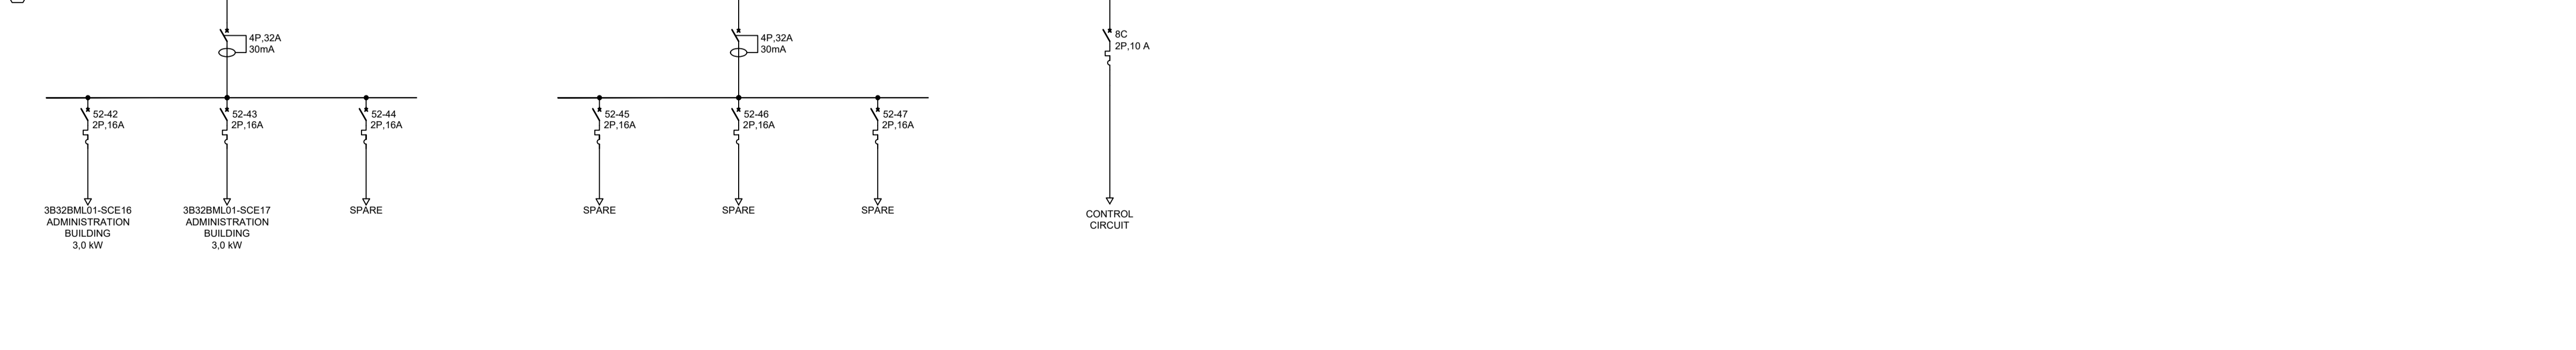 4P,32A
30mA
4P,32A
30mA
8C
2P,10 A
52-42
2P,16A
52-43
2P,16A
52-44
2P,16A
52-45
2P,16A
52-46
2P,16A
52-47
2P,16A
3B32BML01-SCE16
ADMINISTRATION
BUILDING
3,0 kW
3B32BML01-SCE17
ADMINISTRATION
BUILDING
3,0 kW
SPARE
SPARE
SPARE
SPARE
CONTROL
CIRCUIT